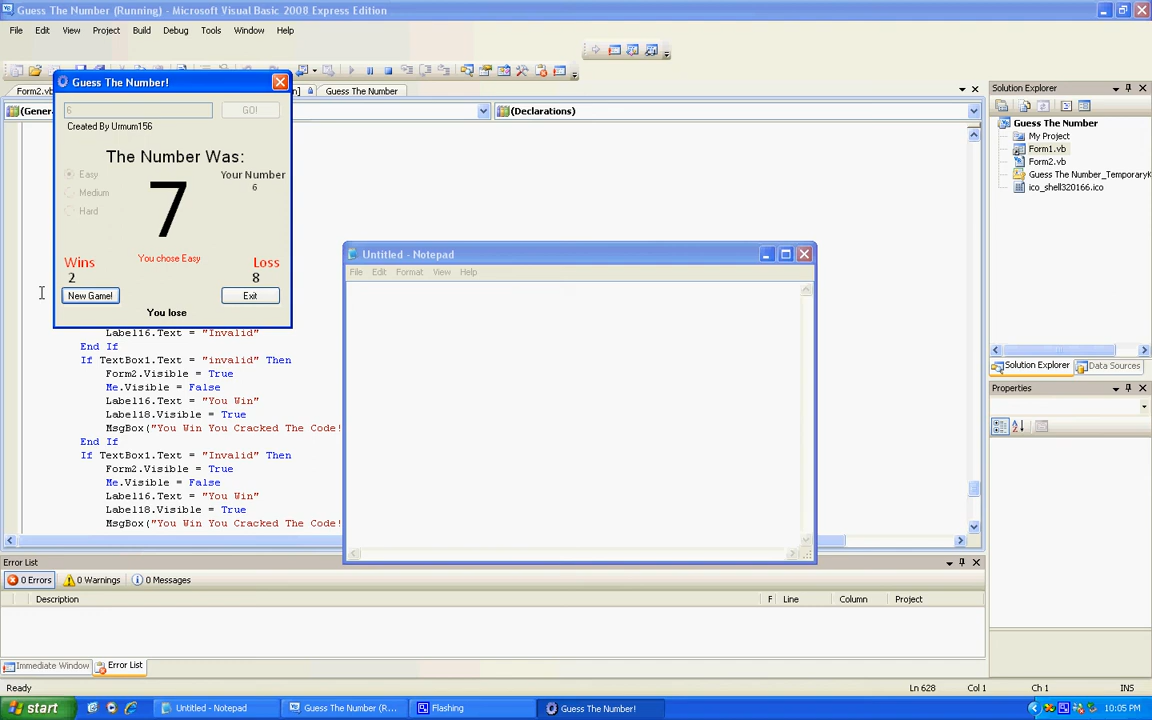 Guess The Number (Running) - Microsoft Visual Basic 2008 Express Edition
File Edit View Project Build Debug Tools Window Help
Form2.vb Guess The Number
(Declarations)
Guess The Number!
6 GO!
Created By Urmum156
The Number Was:
Easy
Medium
Hard
7
Your Number
6
Wins
2
You chose Easy
Loss
8
New Game! Exit
You lose
Untitled - Notepad
File Edit Format View Help
Label16.Text = "Invalid"
End If
If TextBox1.Text = "invalid" Then
Form2.Visible = True
Me.Visible = False
Label16.Text = "You Win"
Label18.Visible = True
MsgBox("You Win You Cracked The Code!
End If
If TextBox1.Text = "Invalid" Then
Form2.Visible = True
Me.Visible = False
Label16.Text = "You Win"
Label18.Visible = True
MsgBox("You Win You Cracked The Code!
Solution Explorer
Guess The Number
My Project
Form1.vb
Form2.vb
Guess The Number_TemporaryK
ico_shell320166.ico
Solution Explorer Data Sources
Properties
Error List
0 Errors 0 Warnings 0 Messages
Description F Line Column Project
Immediate Window Error List
Ready Ln 628 Col 1 Ch 1 INS
start Untitled - Notepad Guess The Number (R... Flashing Guess The Number! 10:05 PM